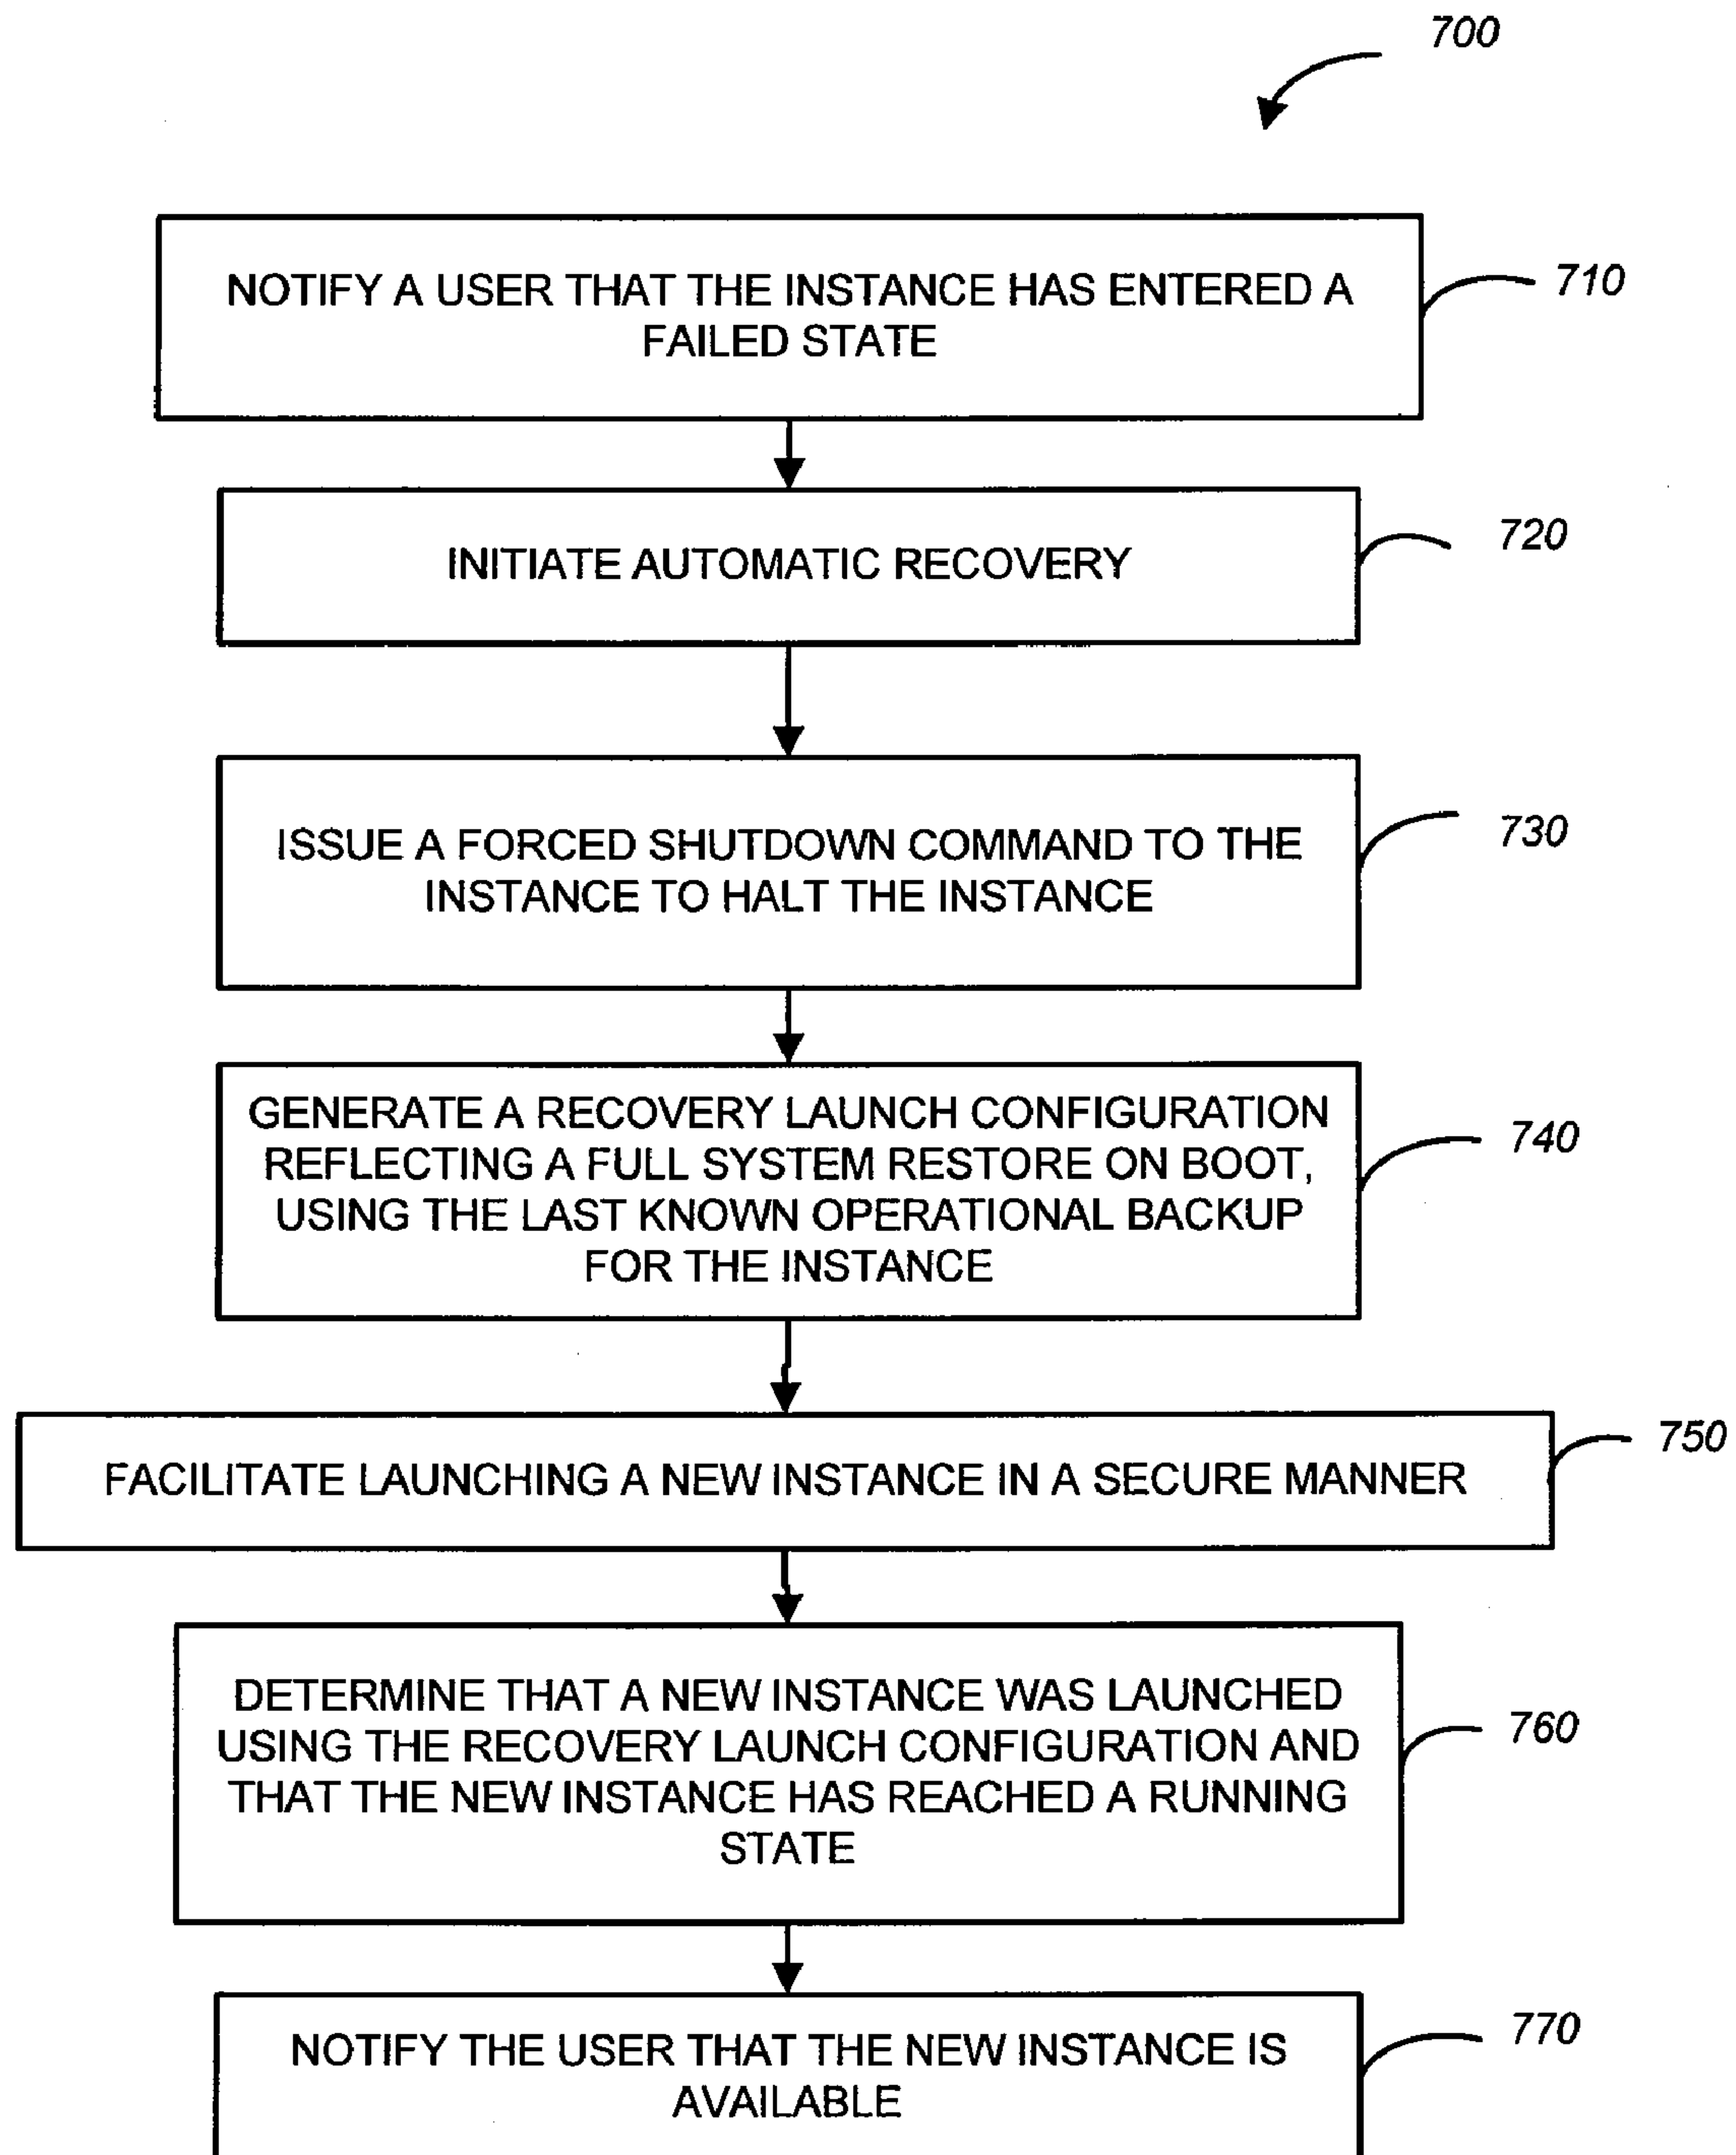 700
NOTIFY A USER THAT THE INSTANCE HAS ENTERED A
FAILED STATE
710
INITIATE AUTOMATIC RECOVERY
720
ISSUE A FORCED SHUTDOWN COMMAND TO THE
INSTANCE TO HALT THE INSTANCE
730
GENERATE A RECOVERY LAUNCH CONFIGURATION
REFLECTING A FULL SYSTEM RESTORE ON BOOT,
USING THE LAST KNOWN OPERATIONAL BACKUP
FOR THE INSTANCE
740
FACILITATE LAUNCHING A NEW INSTANCE IN A SECURE MANNER
750
DETERMINE THAT A NEW INSTANCE WAS LAUNCHED
USING THE RECOVERY LAUNCH CONFIGURATION AND
THAT THE NEW INSTANCE HAS REACHED A RUNNING
STATE
760
NOTIFY THE USER THAT THE NEW INSTANCE IS
AVAILABLE
770